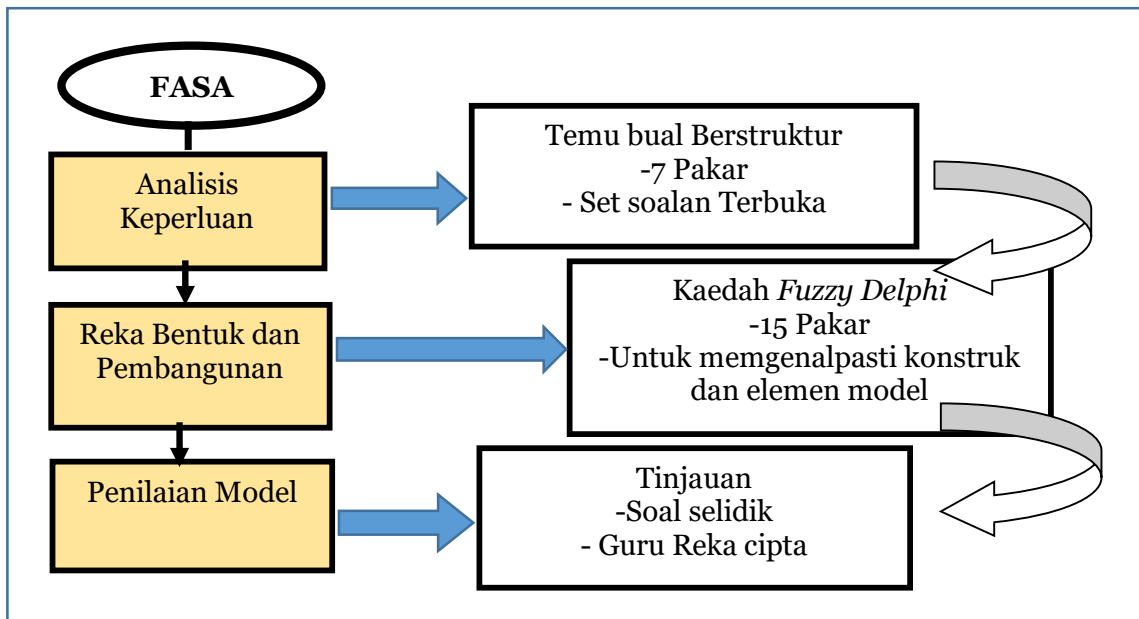 FASA
Analisis
Keperluan
Temu bual Berstruktur
-7 Pakar
- Set soalan Terbuka
Reka Bentuk dan
Pembangunan
Kaedah Fuzzy Delphi
-15 Pakar
-Untuk memgenalpasti konstruk
dan elemen model
Penilaian Model
Tinjauan
-Soal selidik
- Guru Reka cipta